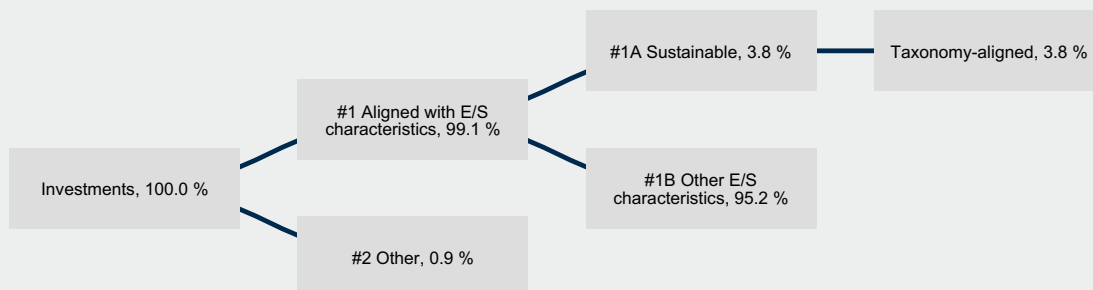 #1A Sustainable, 3.8 %
Taxonomy-aligned, 3.8 %
#1 Aligned with E/S
characteristics, 99.1 %
Investments, 100.0 %
#1B Other E/S
characteristics, 95.2 %
#2 Other, 0.9 %